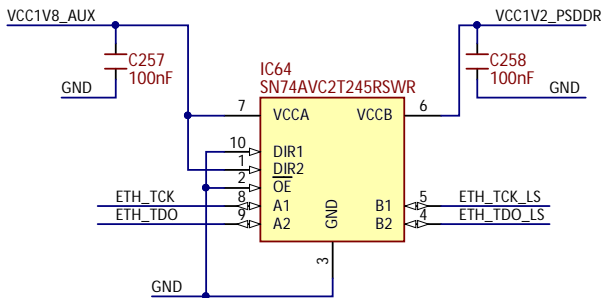 VCC1V8_AUX
VCC1V2_PSDDR
C257
100nF
GND
C258
100nF
GND
IC64
SN74AVC2T245RSWR
7
VCCA
VCCB
6
10
DIR1
1
DIR2
2
OE
ETH_TCK
8
A1
B1
5
ETH_TCK_LS
ETH_TDO
9
A2
GND
B2
4
ETH_TDO_LS
3
GND